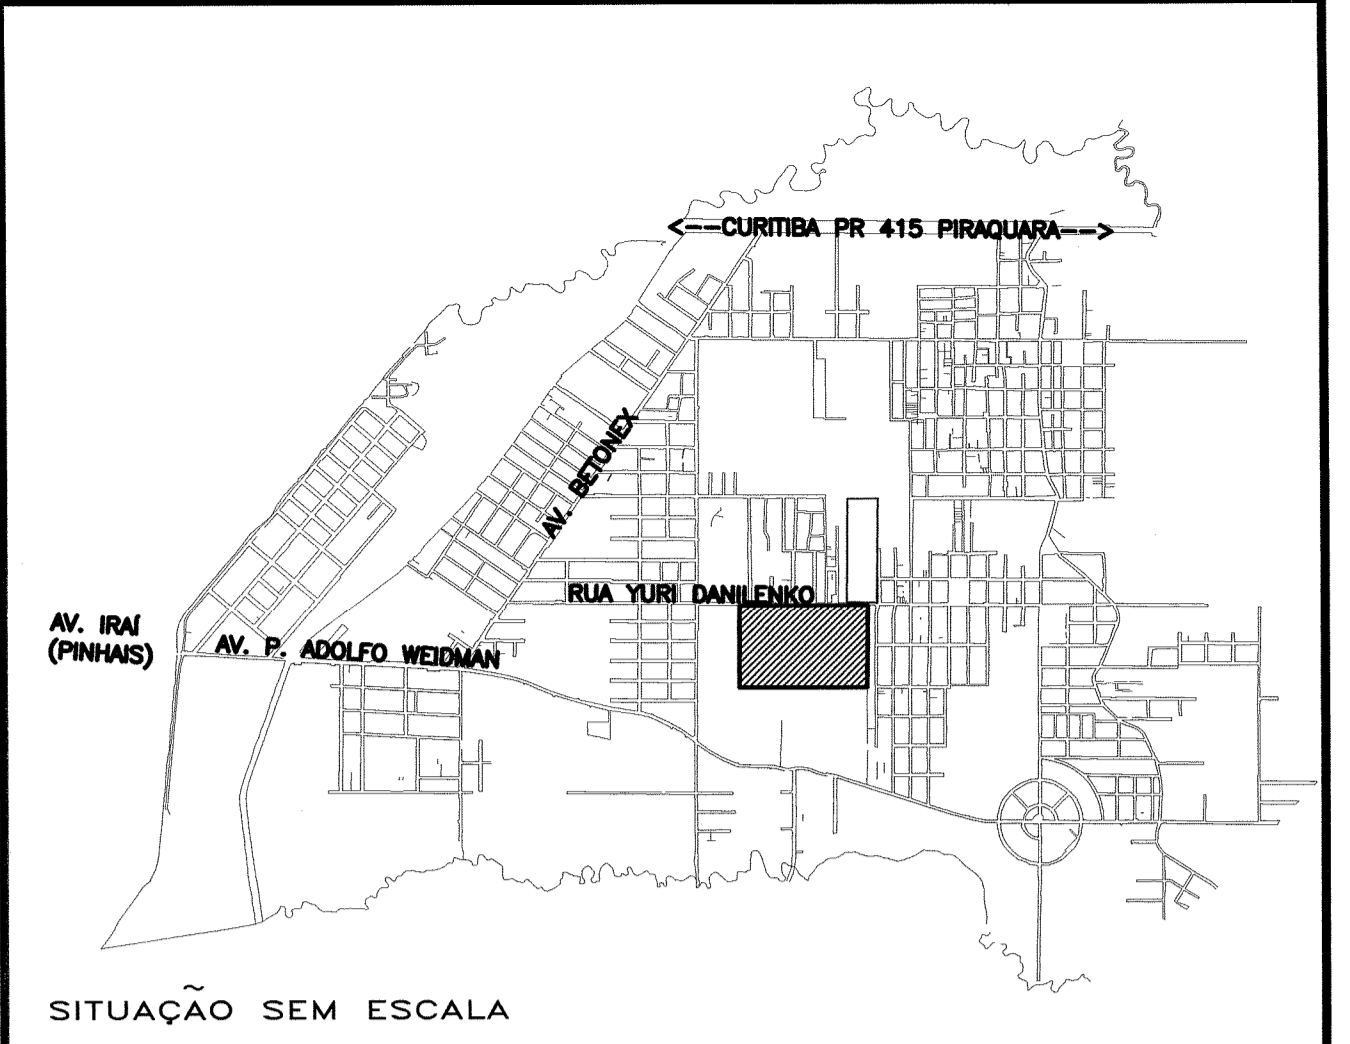 <--CURITIBA PR 415 PIRAQUARA-->
AV. BETONEX
RUA YURI DANILENKO
AV. IRAÍ
(PINHAIS)
AV. P. ADOLFO WEIDMAN
SITUAÇÃO SEM ESCALA